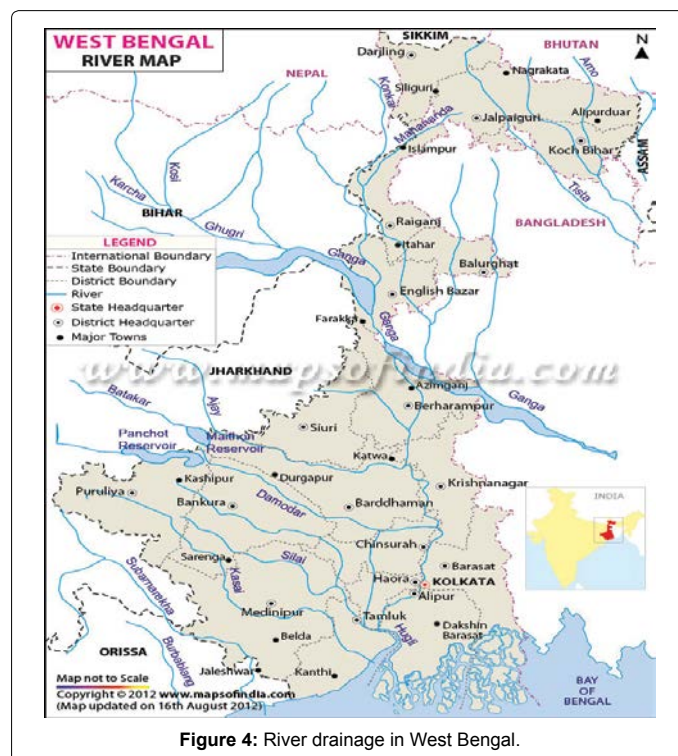 WEST BENGAL
RIVER MAP
SIKKIM
BHUTAN
N
Darjling
NEPAL
Konkai
Nagrakata
Amo
Siliguri
Alipurduar
Jalpaiguri
Mahananda
Koch Bihar
ASSAM
Islampur
Kosi
Karcha
Tista
BIHAR
Ghugri
Raiganj
BANGLADESH
LEGEND
International Boundary
State Boundary
District Boundary
River
State Headquarter
District Headquarter
Major Towns
Itahar
Ganga
Balurghat
English Bazar
Farakka
Ganga
JHARKHAND
www.mapsofindia.com
Azimganj
Ganga
Batakar
Ajay
Berharampur
Panchot
Reservoir
Maithon
Reservoir
Siuri
Katwa
Kashipur
Durgapur
Krishnanagar
INDIA
Puruliya
Bankura
Damodar
Barddhaman
Chinsurah
Sarenga
Silai
Barasat
Haora
KOLKATA
Subarnarekha
Kasai
Alipur
Medinipur
Tamluk
Dakshin
Barasat
Hugli
Belda
Burbablang
ORISSA
Jaleshwar
Kanthi
BAY
OF
BENGAL
Map not to Scale
Copyright © 2012 www.mapsofindia.com
(Map updated on 16th August 2012)
Figure 4: River drainage in West Bengal.